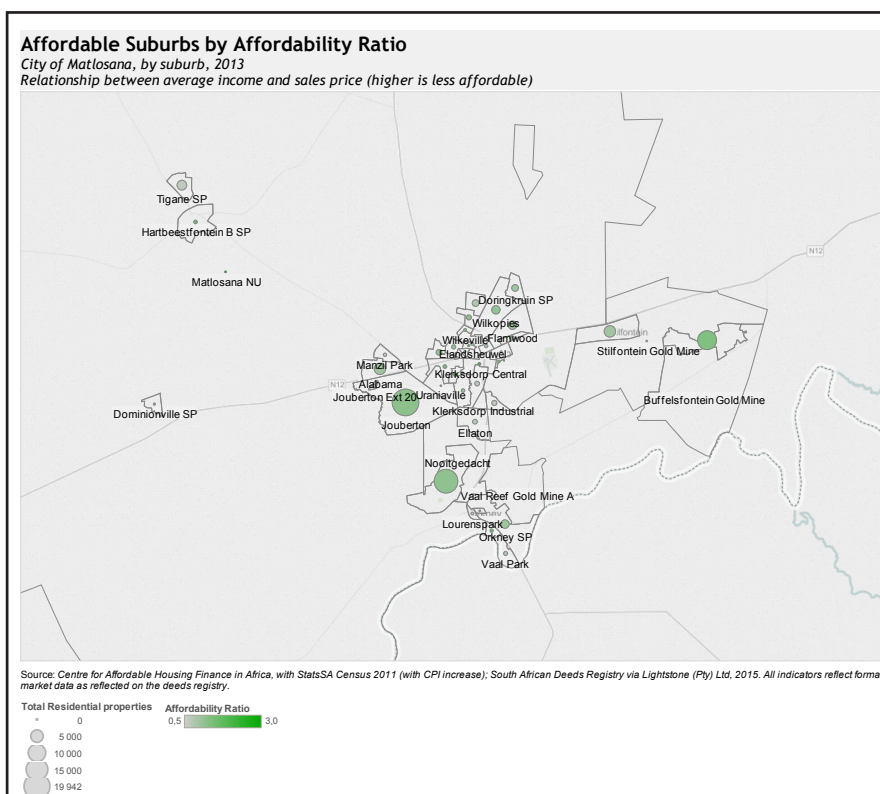 Affordable Suburbs by Affordability Ratio
City of Matlosana, by suburb, 2013
Relationship between average income and sales price (higher is less affordable)
Tigane SP
Hartbeestfontein B SP
N12
Matlosana NU
Doringkruin SP
Wilkopies
Wilkeville
Flamwood
Elandsheuwel
Stilfontein Gold Mine
Manzil Park
Klerksdorp Central
Alabama
N12
Jouberton Ext 20
Uraniaville
Buffelsfontein Gold Mine
Dominionville SP
Klerksdorp Industrial
Jouberton
Ellaton
Nooitgedacht
Vaal Reef Gold Mine A
Lourenspark
Orkney SP
Vaal Park
Source: Centre for Affordable Housing Finance in Africa, with StatsSA Census 2011 (with CPI increase); South African Deeds Registry via Lightstone (Pty) Ltd, 2015. All indicators reflect forma
market data as reflected on the deeds registry.
Total Residential properties
0
5 000
10 000
15 000
19 942
Affordability Ratio
0,5 3,0